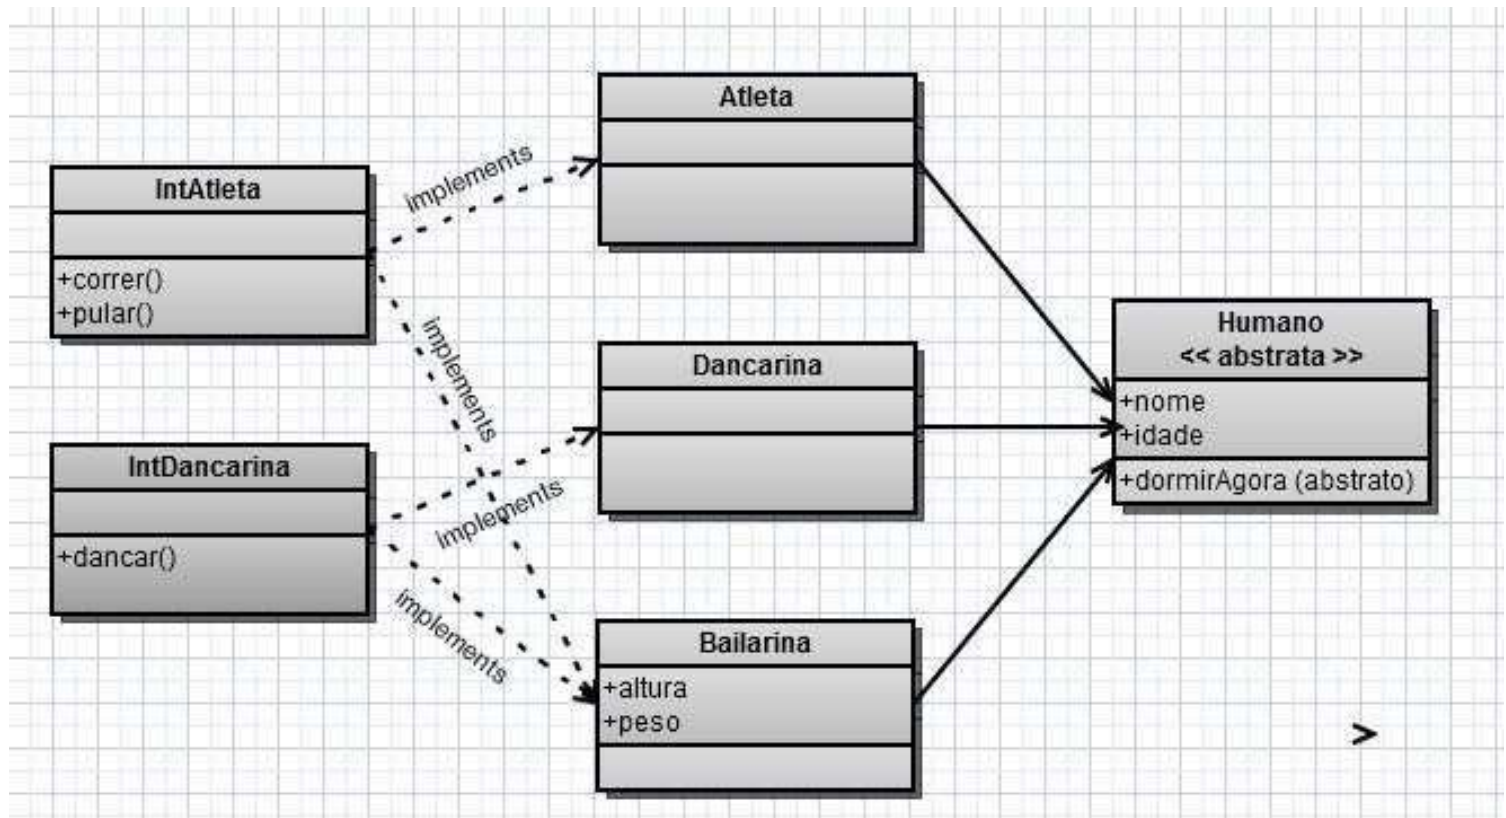 Atleta
implements
IntAtleta
+correr()
+pular()
Humano
<< abstrata >>
+nome
+idade
+dormirAgora (abstrato)
implements
Dancarina
IntDancarina
+dancar()
implements
implements
Bailarina
+altura
+peso